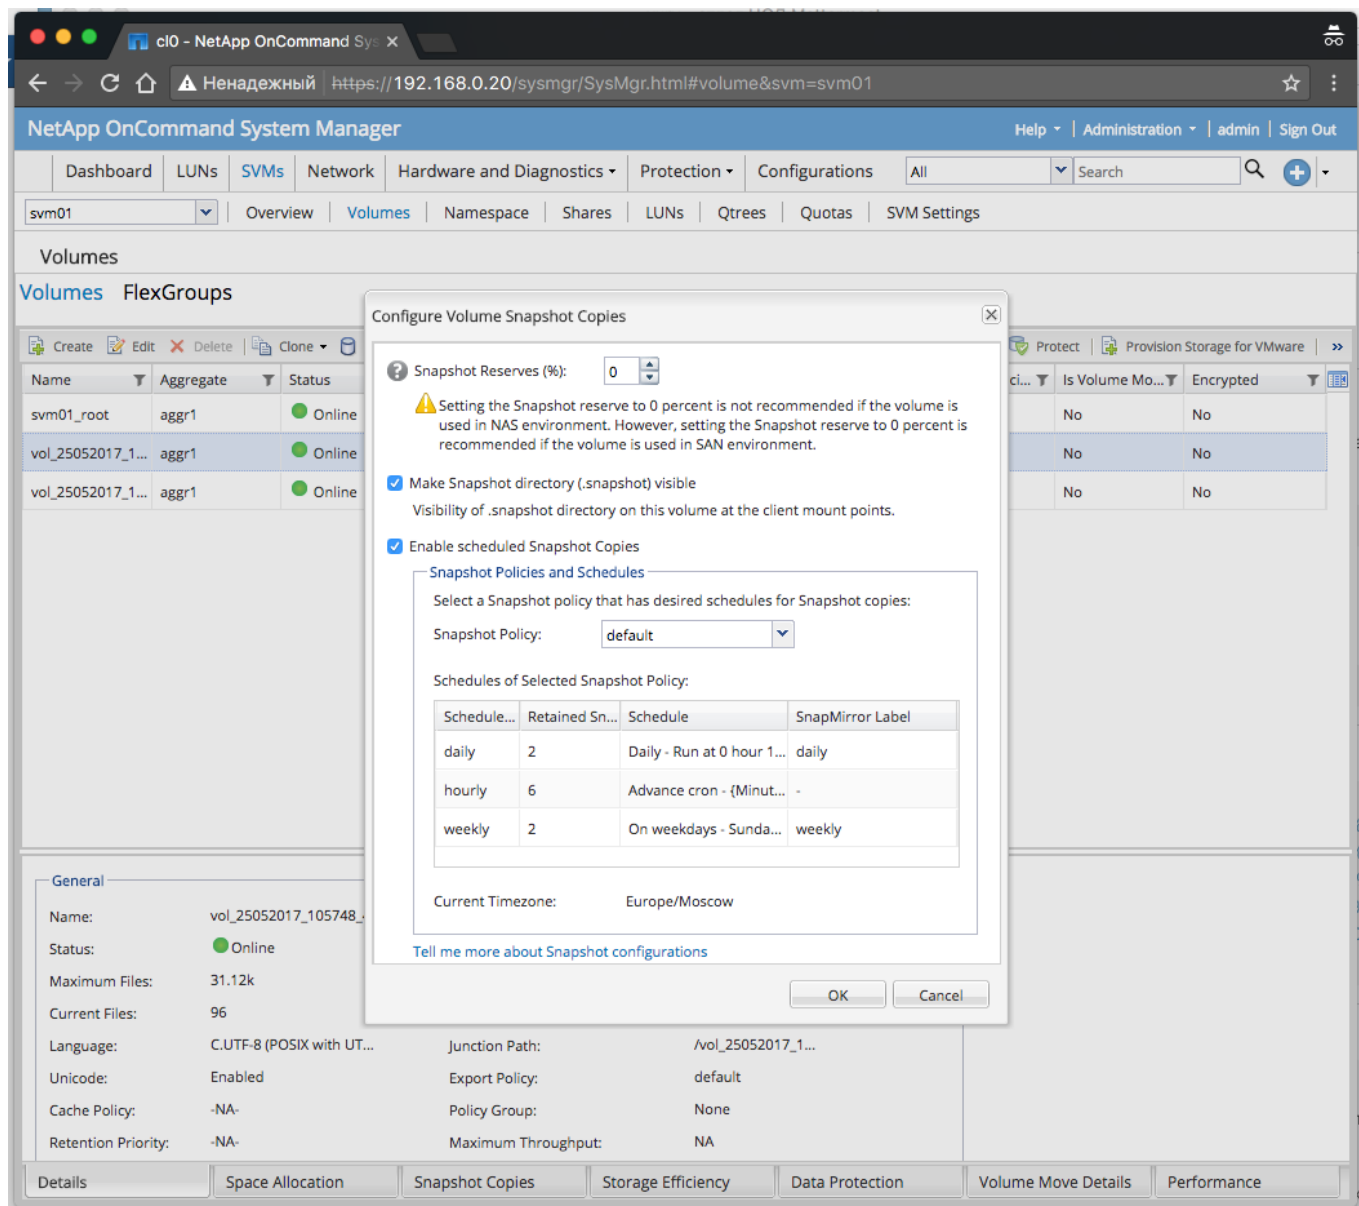 cl0 - NetApp OnCommand Sys
Ненадежный https://192.168.0.20/sysmgr/SysMgr.html#volume&svm=svm01
NetApp OnCommand System Manager
Help Administration admin Sign Out
Dashboard LUNs SVMs Network Hardware and Diagnostics Protection Configurations All Search
svm01 Overview Volumes Namespace Shares LUNs Qtrees Quotas SVM Settings
Volumes
Volumes FlexGroups
Create Edit Delete Clone Protect Provision Storage for VMware »
Name Aggregate Status ci... Is Volume Mo... Encrypted
svm01_root aggr1 Online No No
vol_25052017_1... aggr1 Online No No
vol_25052017_1... aggr1 Online No No
Configure Volume Snapshot Copies
Snapshot Reserves (%): 0
Setting the Snapshot reserve to 0 percent is not recommended if the volume is
used in NAS environment. However, setting the Snapshot reserve to 0 percent is
recommended if the volume is used in SAN environment.
Make Snapshot directory (.snapshot) visible
Visibility of .snapshot directory on this volume at the client mount points.
Enable scheduled Snapshot Copies
Snapshot Policies and Schedules
Select a Snapshot policy that has desired schedules for Snapshot copies:
Snapshot Policy: default
Schedules of Selected Snapshot Policy:
Schedule... Retained Sn... Schedule SnapMirror Label
daily 2 Daily - Run at 0 hour 1... daily
hourly 6 Advance cron - {Minut... -
weekly 2 On weekdays - Sunda... weekly
Current Timezone: Europe/Moscow
Tell me more about Snapshot configurations
OK Cancel
General
Name: vol_25052017_105748_
Status: Online
Maximum Files: 31.12k
Current Files: 96
Language: C.UTF-8 (POSIX with UT... Junction Path: /vol_25052017_1...
Unicode: Enabled Export Policy: default
Cache Policy: -NA- Policy Group: None
Retention Priority: -NA- Maximum Throughput: NA
Details Space Allocation Snapshot Copies Storage Efficiency Data Protection Volume Move Details Performance